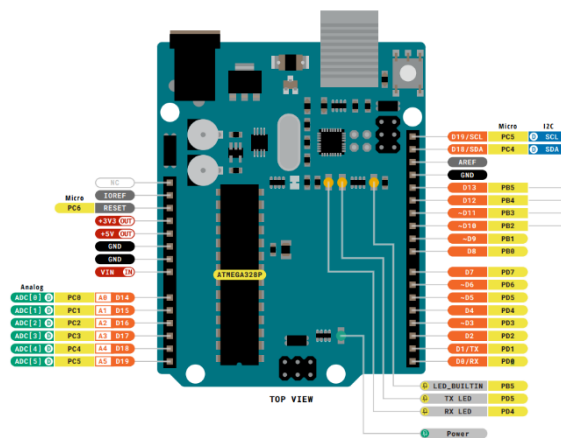 Micro I2C
D19/SCL PC5 D SCL
D18/SDA PC4 D SDA
AREF
GND
D13 PB5
D12 PB4
~D11 PB3
~D10 PB2
~D9 PB1
D8 PB0
D7 PD7
~D6 PD6
~D5 PD5
D4 PD4
~D3 PD3
D2 PD2
D1/TX PD1
D0/RX PD0
NC
IOREF
Micro
PC6 RESET
+3V3 OUT
+5V OUT
GND
GND
VIN IN
Analog
ADC[0] D PC0 A0 D14
ADC[1] D PC1 A1 D15
ADC[2] D PC2 A2 D16
ADC[3] D PC3 A3 D17
ADC[4] D PC4 A4 D18
ADC[5] D PC5 A5 D19
ATMEGA328P
TOP VIEW
LED_BUILTIN PB5
TX LED PD5
RX LED PD4
Power